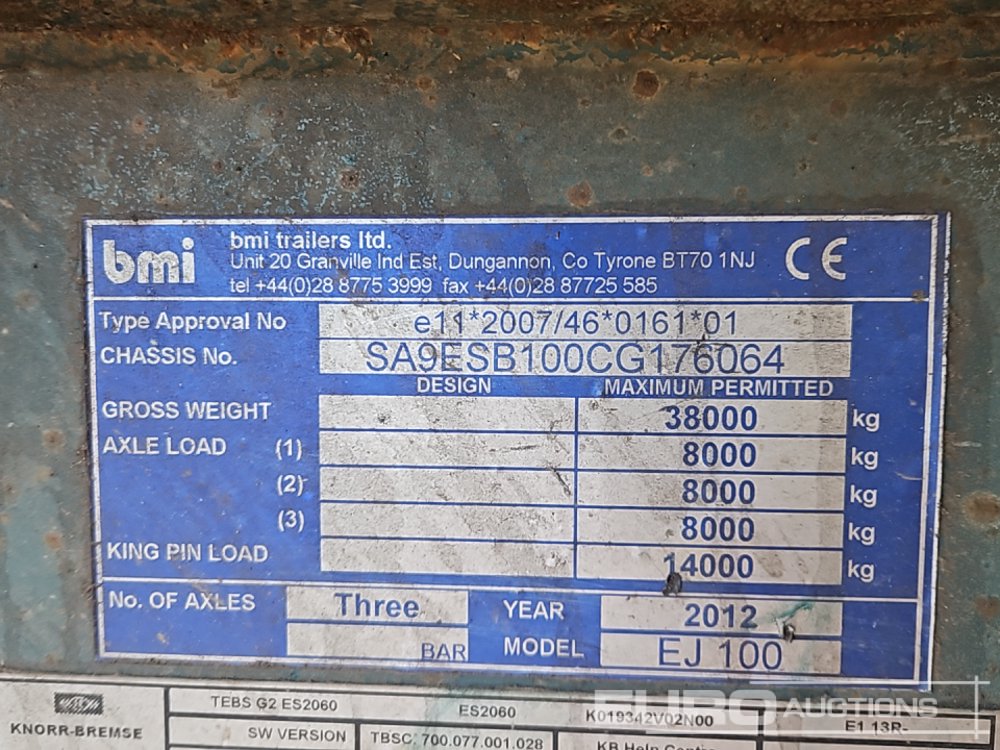 bmi
bmi trailers ltd.
Unit 20 Granville Ind Est, Dungannon, Co Tyrone BT70 1NJ
tel +44(0)28 8775 3999 fax +44(0)28 87725 585
CE
Type Approval No e11*2007/46*0161*01
CHASSIS No. SA9ESB100CG176064
DESIGN MAXIMUM PERMITTED
GROSS WEIGHT 38000 kg
AXLE LOAD (1) 8000 kg
(2) 8000 kg
(3) 8000 kg
KING PIN LOAD 14000 kg
No. OF AXLES Three YEAR 2012
BAR MODEL EJ 100
EURO AUCTIONS
TEBS G2 ES2060 ES2060 K019342V02N00 E1 13R-
KNORR-BREMSE SW VERSION TBSC: 700.077.001.028 KB Help